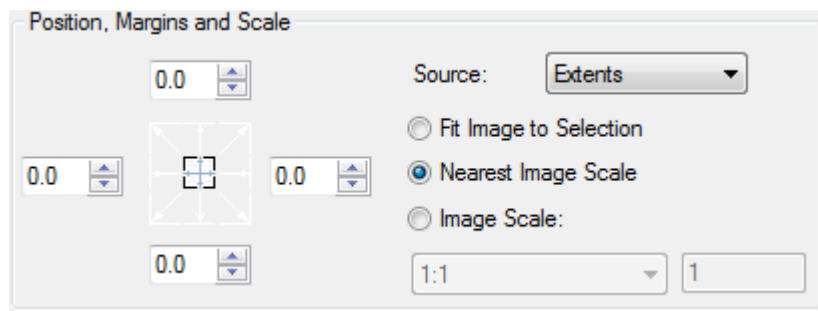 Position, Margins and Scale
0.0
Source: Extents
Fit Image to Selection
0.0 0.0 Nearest Image Scale
Image Scale:
0.0
1:1 1